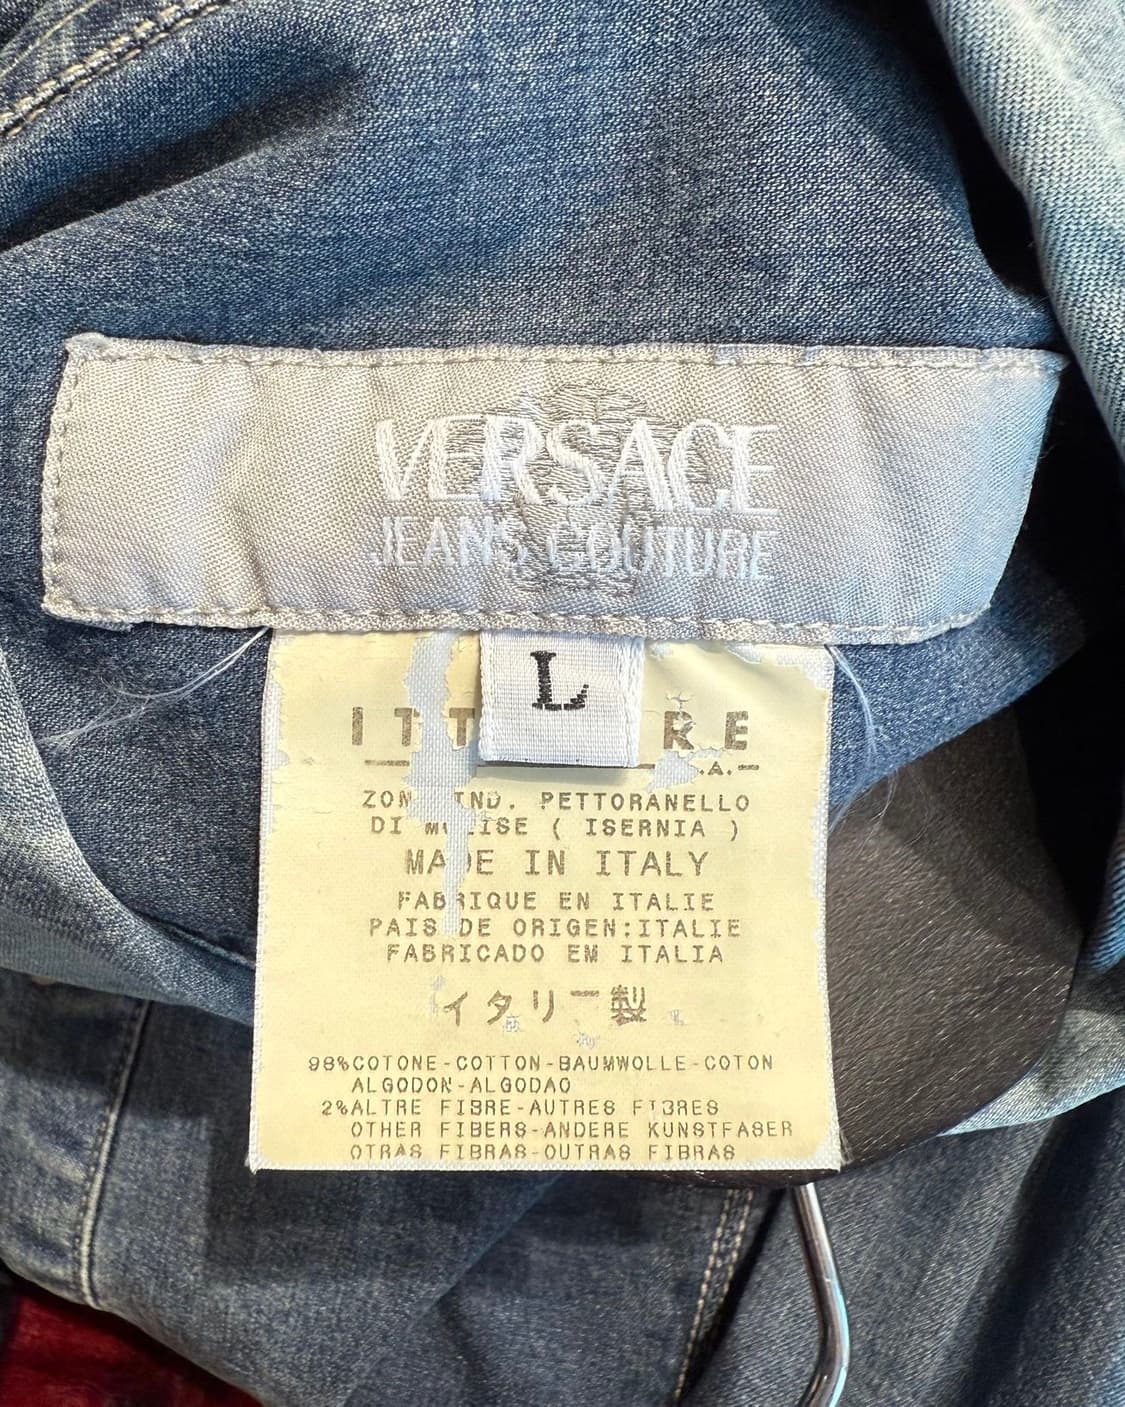 VERSACE
JEANS COUTURE
L
.A.
IND. PETTORANELLO
DI MOLISE ( ISERNIA )
MADE IN ITALY
FABRIQUE EN ITALIE
PAIS DE ORIGEN:ITALIE
FABRICADO EM ITALIA
イタリー製
98%COTONE-COTTON-BAUMWOLLE-COTON
ALGODON-ALGODAO
2%ALTRE FIBRE-AUTRES FIBRES
OTHER FIBERS-ANDERE KUNSTFASER
OTRAS FIBRAS-OUTRAS FIBRAS